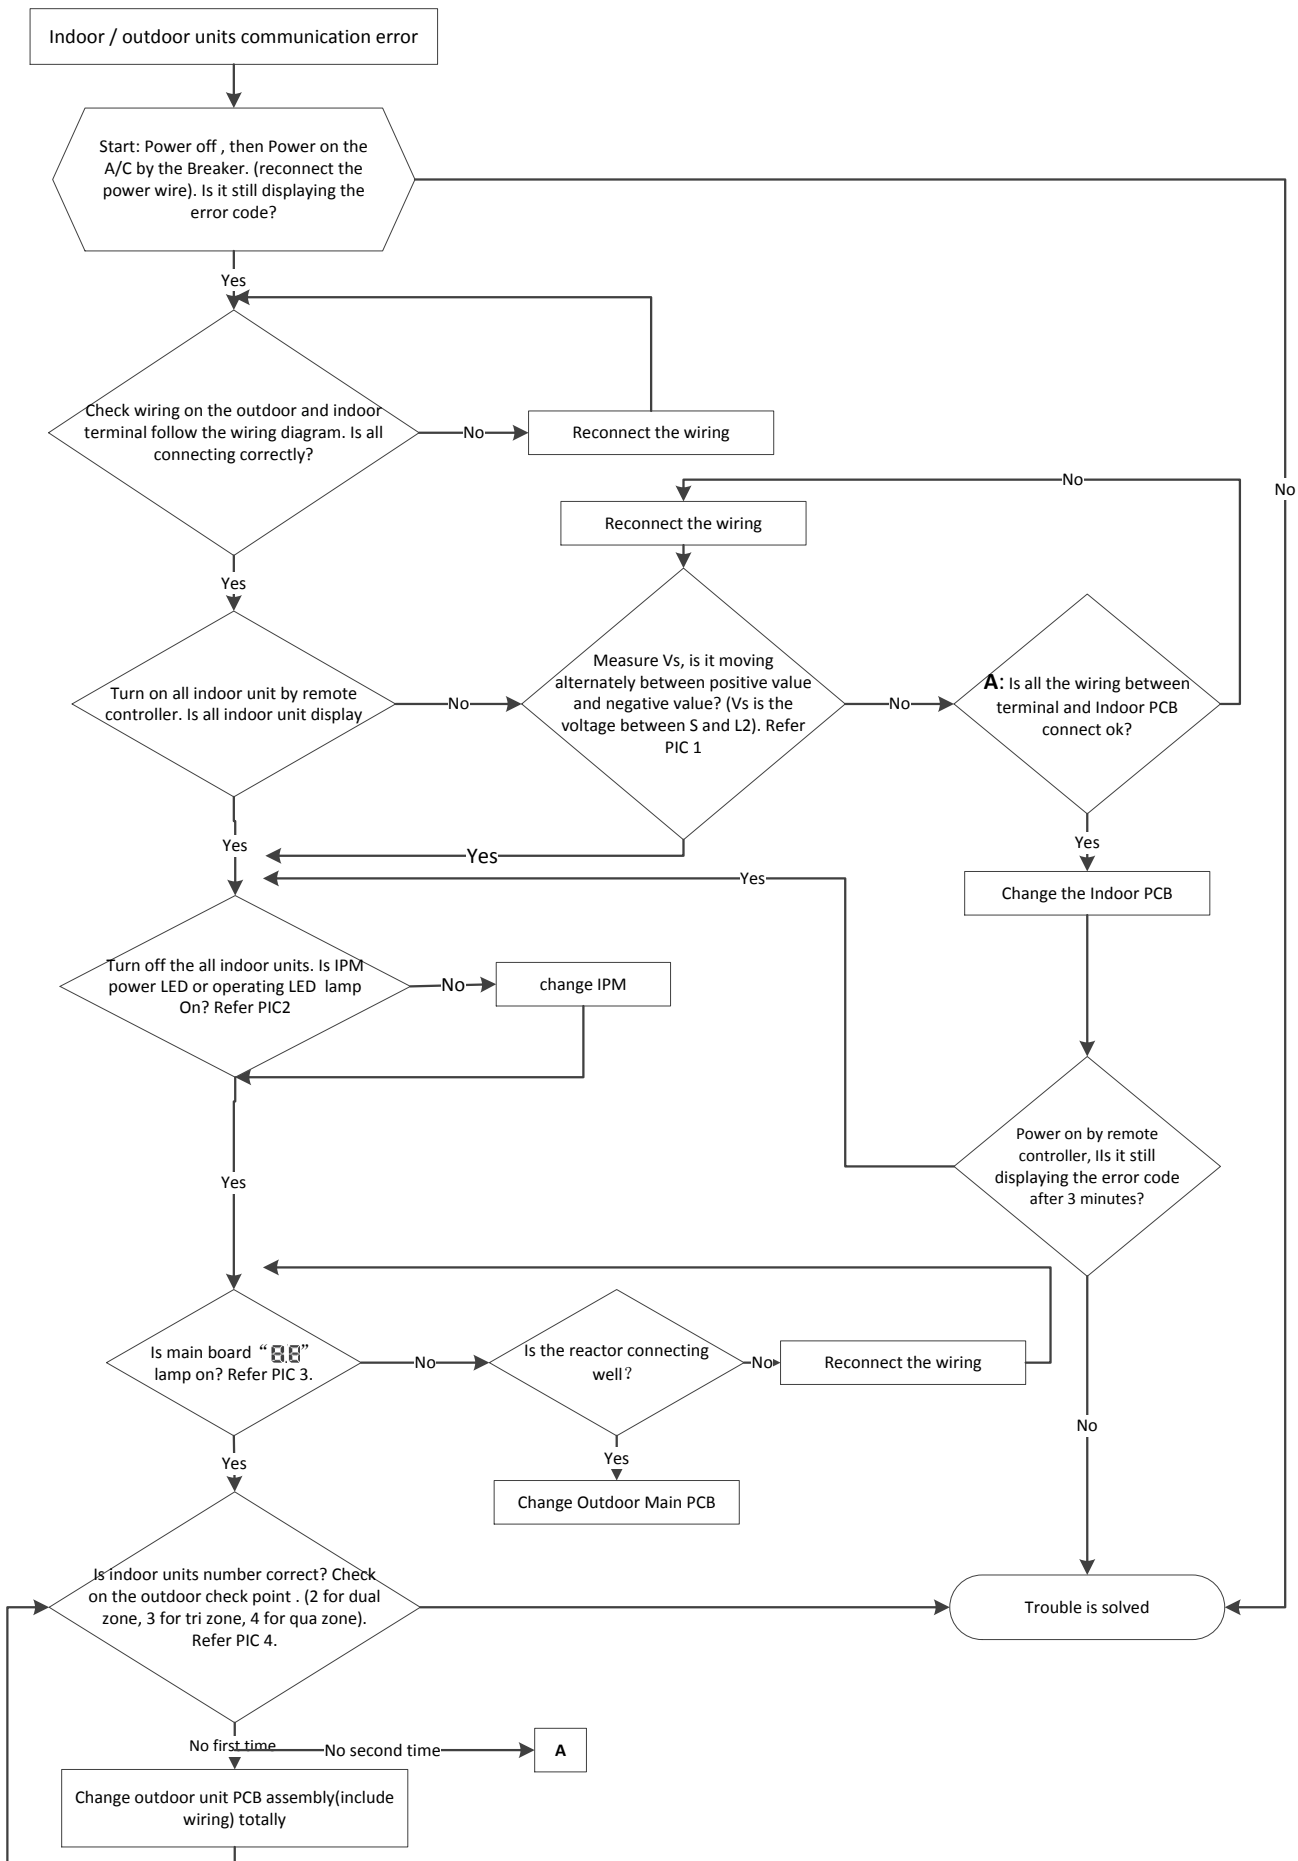 Indoor / outdoor units communication error
Start: Power off , then Power on the
A/C by the Breaker. (reconnect the
power wire). Is it still displaying the
error code?
Yes
No
Check wiring on the outdoor and indoor
terminal follow the wiring diagram. Is all
connecting correctly?
No
Reconnect the wiring
No
Reconnect the wiring
Yes
Turn on all indoor unit by remote
controller. Is all indoor unit display
No
Measure Vs, is it moving
alternately between positive value
and negative value? (Vs is the
voltage between S and L2). Refer
PIC 1
No
A: Is all the wiring between
terminal and Indoor PCB
connect ok?
Yes
Yes
Yes
Yes
Change the Indoor PCB
Turn off the all indoor units. Is IPM
power LED or operating LED lamp
On? Refer PIC2
No
change IPM
Power on by remote
controller, IIs it still
displaying the error code
after 3 minutes?
Yes
Is main board “8.8”
lamp on? Refer PIC 3.
No
Is the reactor connecting
well?
No
Reconnect the wiring
No
Yes
Yes
Change Outdoor Main PCB
Is indoor units number correct? Check
on the outdoor check point . (2 for dual
zone, 3 for tri zone, 4 for qua zone).
Refer PIC 4.
Trouble is solved
No first time
No second time
A
Change outdoor unit PCB assembly(include
wiring) totally